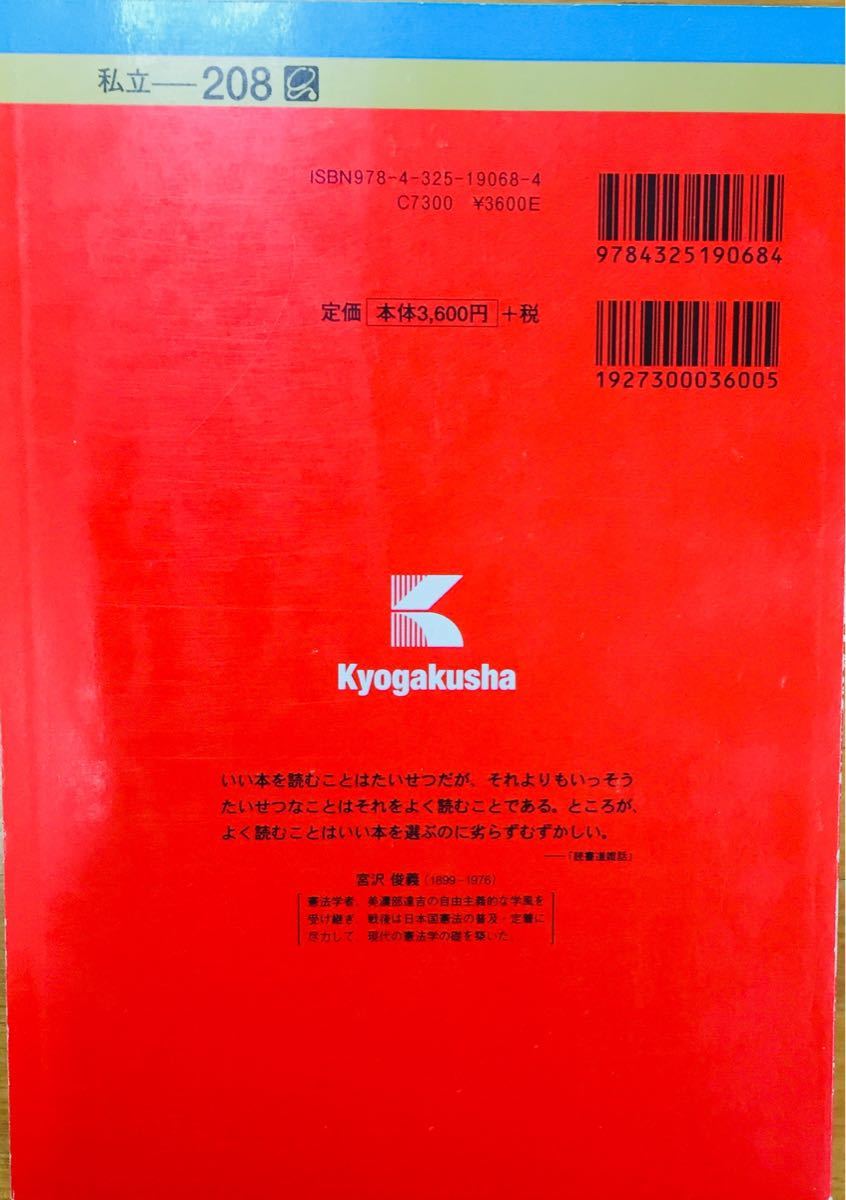 私立──208
ISBN978-4-325-19068-4
C7300 ¥3600E
9784325190684
定価 本体3,600円 +税
1927300036005
Kyogakusha
いい本を読むことはたいせつだが、それよりもいっそう
たいせつなことはそれをよく読むことである。ところが、
よく読むことはいい本を選ぶのに劣らずむずかしい。
──「読書道雑話」
宮沢 俊義 (1899−1976)
憲法学者。美濃部達吉の自由主義的な学風を
受け継ぎ、戦後は日本国憲法の普及・定着に
尽力して、現代の憲法学の礎を築いた